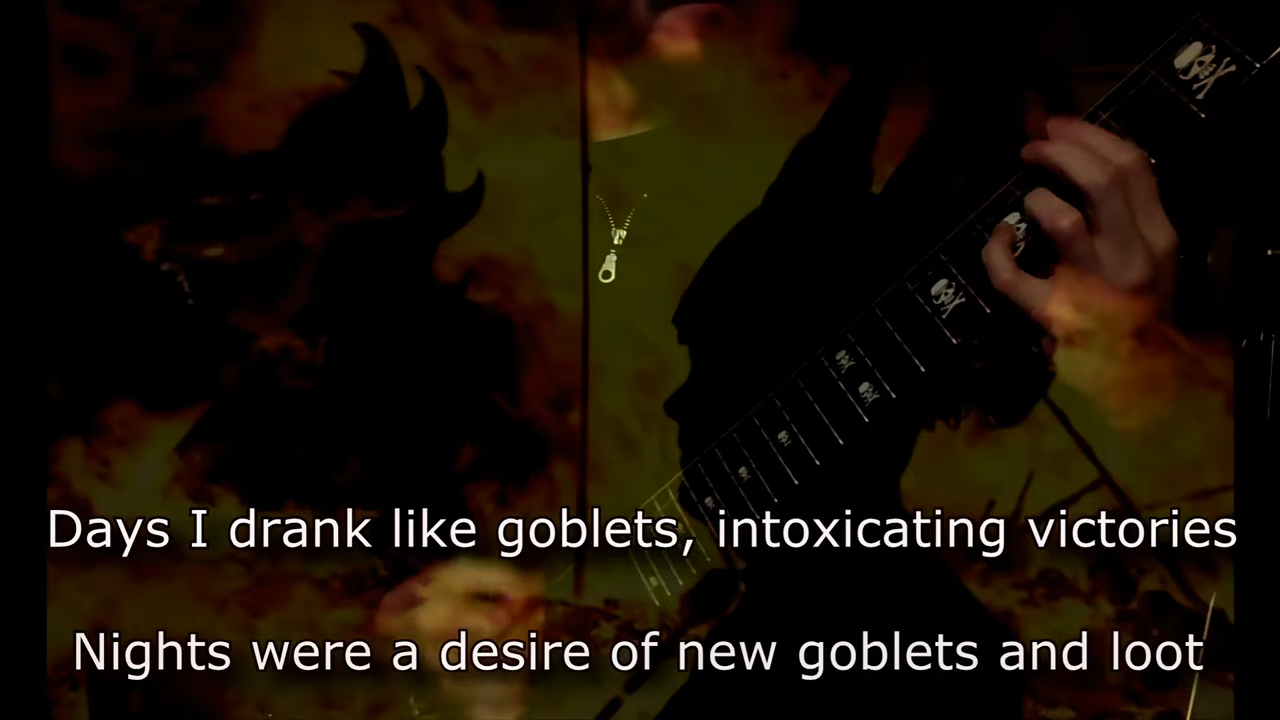 Days I drank like goblets, intoxicating victories
Nights were a desire of new goblets and loot